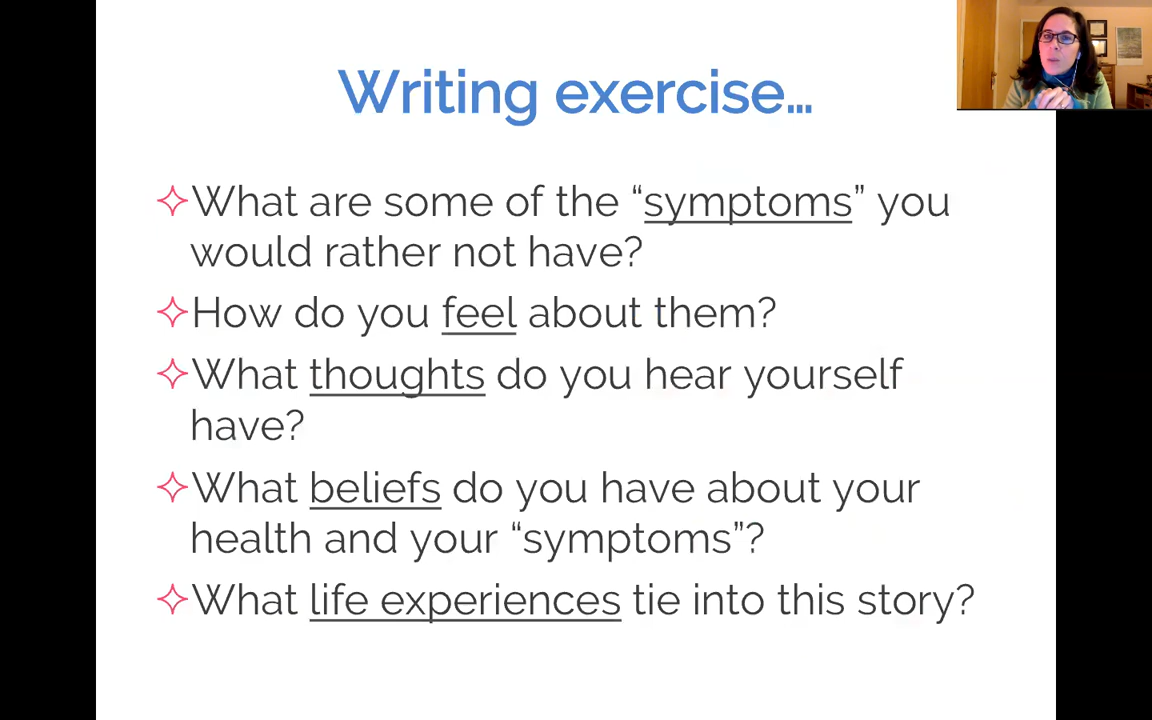 Writing exercise...
What are some of the “symptoms” you
would rather not have?
How do you feel about them?
What thoughts do you hear yourself
have?
What beliefs do you have about your
health and your “symptoms”?
What life experiences tie into this story?